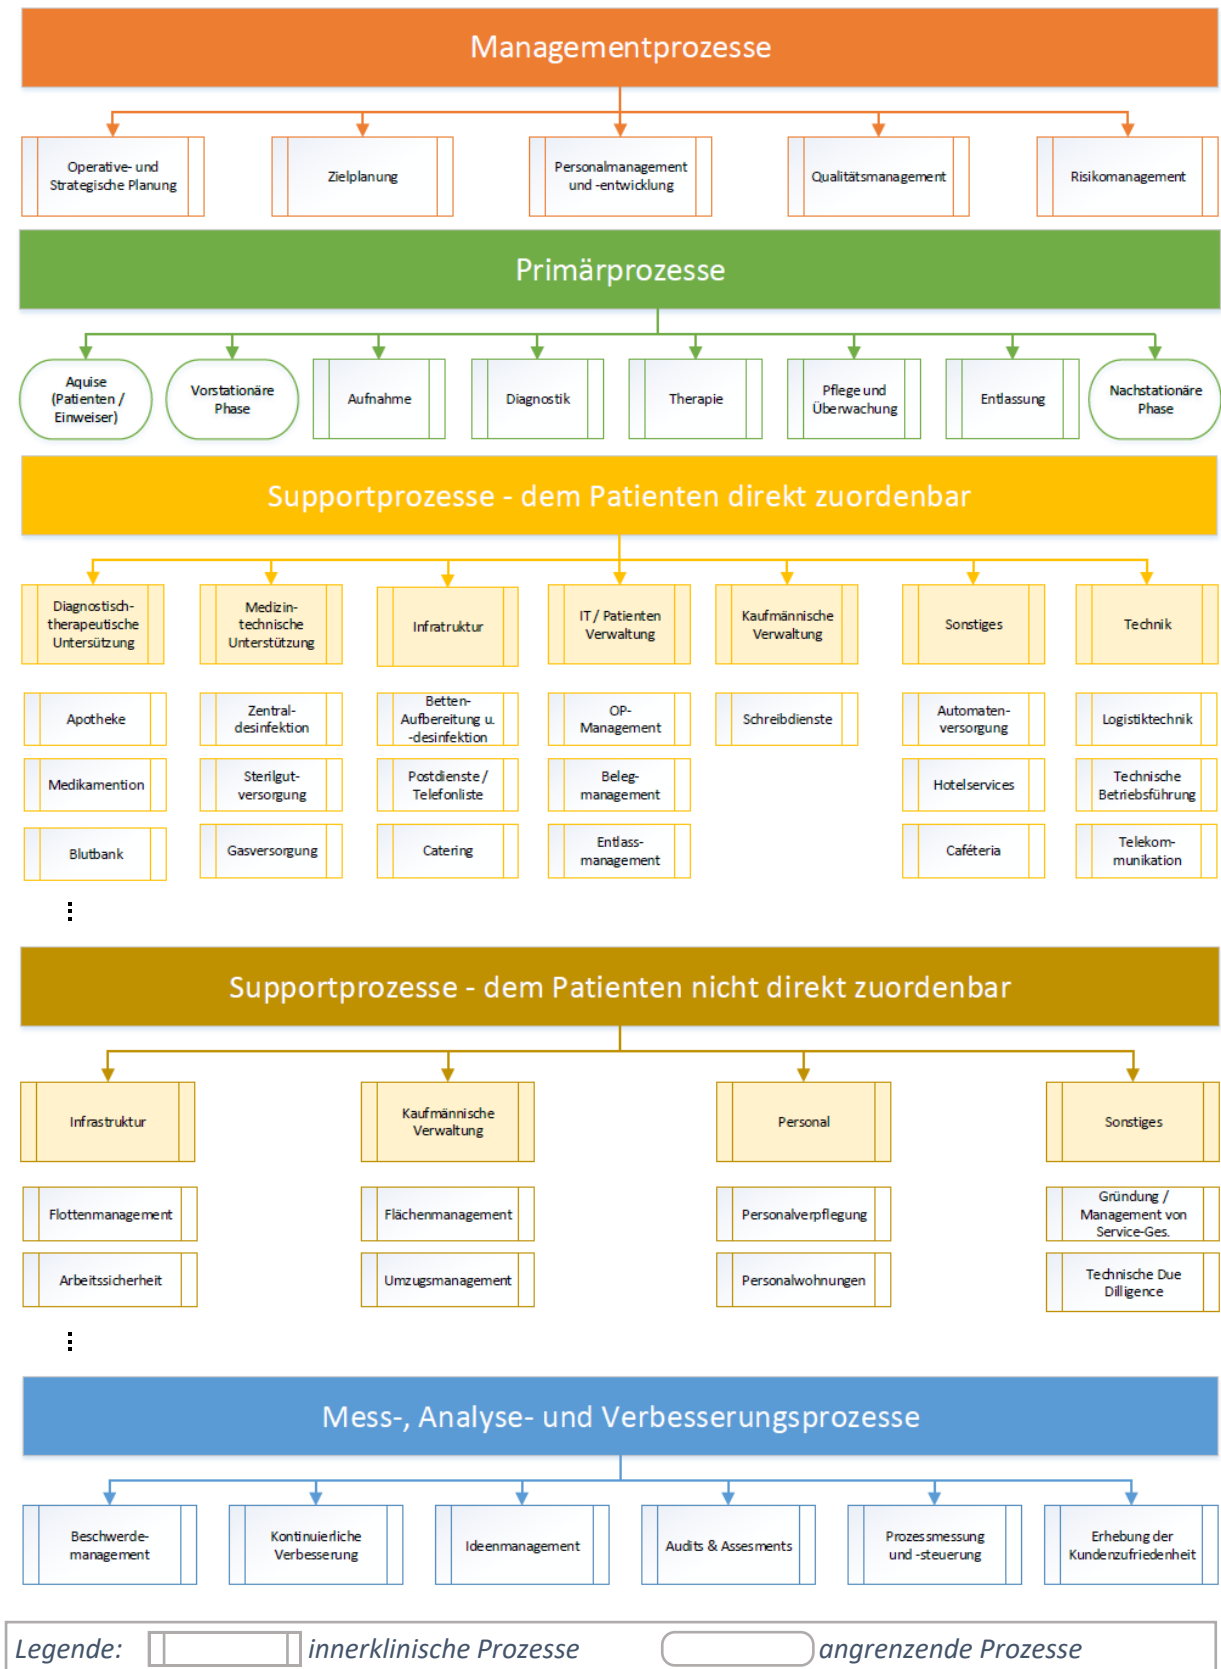 Managementprozesse
Operative- und
Strategische Planung
Zielplanung
Personalmanagement
und -entwicklung
Qualitätsmanagement
Risikomanagement
Primärprozesse
Aquise
(Patienten /
Einweiser)
Vorstationäre
Phase
Aufnahme
Diagnostik
Therapie
Pflege und
Überwachung
Entlassung
Nachstationäre
Phase
Supportprozesse - dem Patienten direkt zuordenbar
Diagnostisch-
therapeutische
Untersützung
Medizin-
technische
Unterstützung
Infratruktur
IT / Patienten
Verwaltung
Kaufmännische
Verwaltung
Sonstiges
Technik
Apotheke
Zentral-
desinfektion
Betten-
Aufbereitung u.
-desinfektion
OP-
Management
Schreibdienste
Automaten-
versorgung
Logistiktechnik
Medikamention
Sterilgut-
versorgung
Postdienste /
Telefonliste
Beleg-
management
Hotelservices
Technische
Betriebsführung
Blutbank
Gasversorgung
Catering
Entlass-
management
Caféteria
Telekom-
munikation
Supportprozesse - dem Patienten nicht direkt zuordenbar
Infrastruktur
Kaufmännische
Verwaltung
Personal
Sonstiges
Flottenmanagement
Flächenmanagement
Personalverpflegung
Gründung /
Management von
Service-Ges.
Arbeitssicherheit
Umzugsmanagement
Personalwohnungen
Technische Due
Dilligence
Mess-, Analyse- und Verbesserungsprozesse
Beschwerde-
management
Kontinuierliche
Verbesserung
Ideenmanagement
Audits & Assesments
Prozessmessung
und -steuerung
Erhebung der
Kundenzufriedenheit
Legende: innerklinische Prozesse angrenzende Prozesse